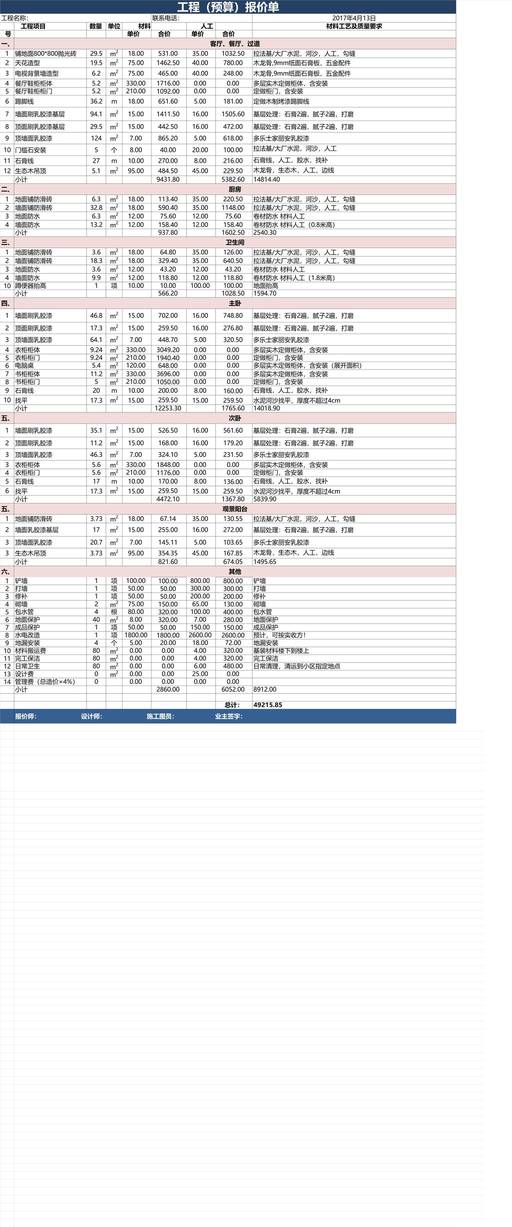 工程（预算）报价单
工程名称: 联系电话: 2017年4月13日
工程项目 数量 单位 材料 人工 材料工艺及质量要求
号 单价 合价 单价 合价
一、 客厅、餐厅、过道
1 铺地面800*800抛光砖 29.5 m² 18.00 531.00 35.00 1032.50 拉法基/大厂水泥，河沙，人工，勾缝
2 天花造型 19.5 m² 75.00 1462.50 40.00 780.00 木龙骨,9mm纸面石膏板，五金配件
3 电视背景墙造型 6.2 m² 75.00 465.00 40.00 248.00 木龙骨,9mm纸面石膏板，五金配件
4 餐厅鞋柜柜体 5.2 m² 330.00 1716.00 0.00 0.00 多层实木定做柜体，含安装
5 餐厅鞋柜柜门 5.2 m² 210.00 1092.00 0.00 0.00 定做柜门，含安装
6 踢脚线 36.2 m 18.00 651.60 5.00 181.00 定做木制烤漆踢脚线
7 墙面刷乳胶漆基层 94.1 m² 15.00 1411.50 16.00 1505.60 基层处理：石膏2遍，腻子2遍，打磨
8 顶面刷乳胶漆基层 29.5 m² 15.00 442.50 16.00 472.00 基层处理：石膏2遍，腻子2遍，打磨
9 顶墙面乳胶漆 124 m² 7.00 865.20 5.00 618.00 多乐士家丽安乳胶漆
10 门槛石安装 5 个 8.00 40.00 20.00 100.00 拉法基/大厂水泥，河沙，人工
11 石膏线 27 m 10.00 270.00 8.00 216.00 石膏线，人工，胶水，找补
12 生态木吊顶 5.1 m² 95.00 484.50 45.00 229.50 木龙骨，生态木，人工，边线
小计 9431.80 5382.60 14814.40
二、 厨房
1 地面铺防滑砖 6.3 m² 18.00 113.40 35.00 220.50 拉法基/大厂水泥，河沙，人工，勾缝
2 墙面铺防滑砖 32.8 m² 18.00 590.40 35.00 1148.00 拉法基/大厂水泥，河沙，人工，勾缝
3 地面防水 6.3 m² 12.00 75.60 12.00 75.60 卷材防水 材料人工
4 墙面防水 13.2 m² 12.00 158.40 12.00 158.40 卷材防水 材料人工（0.8米高）
小计 937.80 1602.50 2540.30
三、 卫生间
1 地面铺防滑砖 3.6 m² 18.00 64.80 35.00 126.00 拉法基/大厂水泥，河沙，人工，勾缝
2 墙面铺防滑砖 18.3 m² 18.00 329.40 35.00 640.50 拉法基/大厂水泥，河沙，人工，勾缝
3 地面防水 3.6 m² 12.00 43.20 12.00 43.20 卷材防水 材料人工
4 墙面防水 9.9 m² 12.00 118.80 12.00 118.80 卷材防水 材料人工（1.8米高）
10 蹲便器抬高 1 项 10.00 10.00 100.00 100.00 地面抬高
小计 566.20 1028.50 1594.70
四、 主卧
1 墙面刷乳胶漆 46.8 m² 15.00 702.00 16.00 748.80 基层处理：石膏2遍，腻子2遍，打磨
2 顶面刷乳胶漆 17.3 m² 15.00 259.50 16.00 276.80 基层处理：石膏2遍，腻子2遍，打磨
3 顶墙面乳胶漆 64.1 m² 7.00 448.70 5.00 320.50 多乐士家丽安乳胶漆
4 衣柜柜体 9.24 m² 330.00 3049.20 0.00 0.00 多层实木定做柜体，含安装
5 衣柜柜门 9.24 m² 210.00 1940.40 0.00 0.00 定做柜门，含安装
6 电脑桌 5.4 m² 120.00 648.00 0.00 0.00 多层实木定做柜体，含安装（展开面积）
7 书柜柜体 11.2 m² 330.00 3696.00 0.00 0.00 多层实木定做柜体，含安装
8 书柜柜门 5 m² 210.00 1050.00 0.00 0.00 定做柜门，含安装
9 石膏线 20 m 10.00 200.00 8.00 160.00 石膏线，人工，胶水，找补
10 找平 17.3 m² 15.00 259.50 15.00 259.50 水泥河沙找平，厚度不超过4cm
小计 12253.30 1765.60 14018.90
五、 次卧
1 墙面刷乳胶漆 35.1 m² 15.00 526.50 16.00 561.60 基层处理：石膏2遍，腻子2遍，打磨
2 顶面刷乳胶漆 11.2 m² 15.00 168.00 16.00 179.20 基层处理：石膏2遍，腻子2遍，打磨
3 顶墙面乳胶漆 46.3 m² 7.00 324.10 5.00 231.50 多乐士家丽安乳胶漆
3 衣柜柜体 5.6 m² 330.00 1848.00 0.00 0.00 多层实木定做柜体，含安装
4 衣柜柜门 5.6 m² 210.00 1176.00 0.00 0.00 定做柜门，含安装
5 石膏线 17 m 10.00 170.00 8.00 136.00 石膏线，人工，胶水，找补
6 找平 17.3 m² 15.00 259.50 15.00 259.50 水泥河沙找平，厚度不超过4cm
小计 4472.10 1367.80 5839.90
五、 观景阳台
1 地面铺防滑砖 3.73 m² 18.00 67.14 35.00 130.55 拉法基/大厂水泥，河沙，人工，勾缝
2 墙面乳胶漆基层 17 m² 15.00 255.00 16.00 272.00 基层处理：石膏2遍，腻子2遍，打磨
3 顶墙面乳胶漆 20.7 m² 7.00 145.11 5.00 103.65 多乐士家丽安乳胶漆
3 生态木吊顶 3.73 m² 95.00 354.35 45.00 167.85 木龙骨，生态木，人工，边线
小计 821.60 674.05 1495.65
六、 其他
1 铲墙 1 项 100.00 100.00 800.00 800.00 铲墙
2 打墙 1 项 50.00 50.00 300.00 300.00 打墙
3 修补 1 项 50.00 50.00 200.00 200.00 修补
4 砌墙 2 m² 75.00 150.00 65.00 130.00 砌墙
5 包水管 4 根 80.00 320.00 100.00 400.00 包水管
6 地面保护 40 m² 8.00 320.00 7.00 280.00 地面保护
7 成品保护 1 项 50.00 50.00 150.00 150.00 成品保护
8 水电改造 1 项 1800.00 1800.00 2600.00 2600.00 预计，可按实收方！
9 地漏安装 4 个 5.00 20.00 18.00 72.00 地漏安装
10 材料搬运费 80 m² 0.00 0.00 4.00 320.00 基装材料楼下到楼上
11 完工保洁 80 m² 0.00 0.00 4.00 320.00 完工保洁
12 日常卫生 80 m² 0.00 0.00 6.00 480.00 日常清理，清运到小区指定地点
13 设计费 0 m² 0.00 0.00 25.00 0.00
14 管理费（总造价×4%） 0 0.00 0.00
小计 2860.00 6052.00 8912.00
总计： 49215.85
报价师： 设计师： 施工图员： 业主签字：